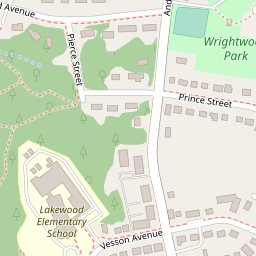 Avenue
Pierce Street
Wrightwood
Park
Prince Street
Lakewood
Elementary
School
Vesson Avenue